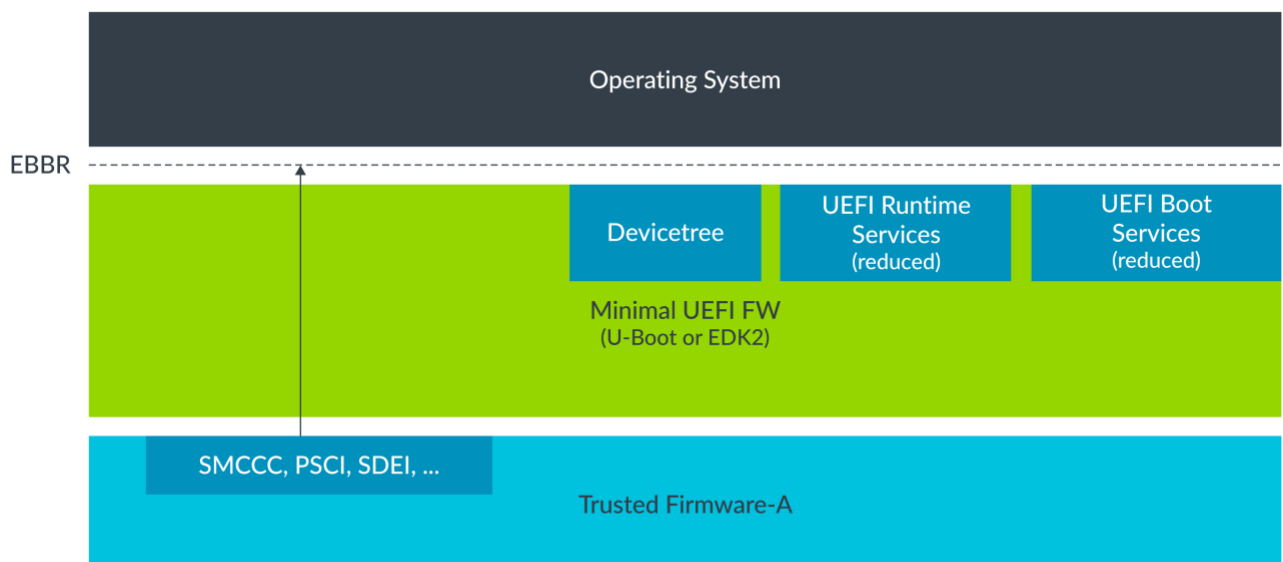 Operating System
EBBR
Devicetree
UEFI Runtime
Services
(reduced)
UEFI Boot
Services
(reduced)
Minimal UEFI FW
(U-Boot or EDK2)
SMCCC, PSCI, SDEI, ...
Trusted Firmware-A